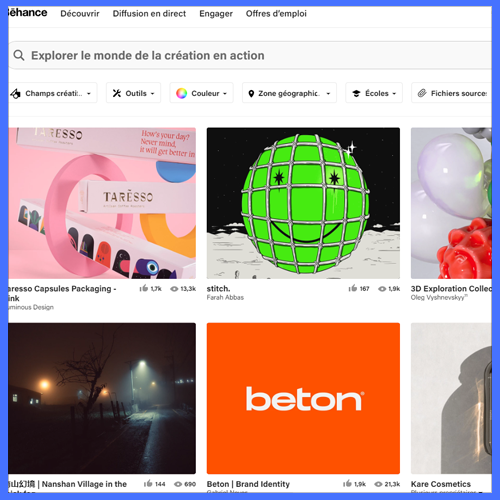 Béhance Découvrir Diffusion en direct Engager Offres d'emploi
Explorer le monde de la création en action
Champs créati... Outils Couleur Zone géographic. Écoles Fichiers source
TARESSO
How's your day?
Never mind,
it will get better in
TARĒSSO
aresso Capsules Packaging - 1,7k 13,3k
ink
uminous Design
stitch. 167 1,9k
Farah Abbas
3D Exploration Collec
Oleg Vyshnevskyy
beton
山幻境 | Nanshan Village in the 144 690
Beton | Brand Identity 1,9k 21,3k
Kare Cosmetics